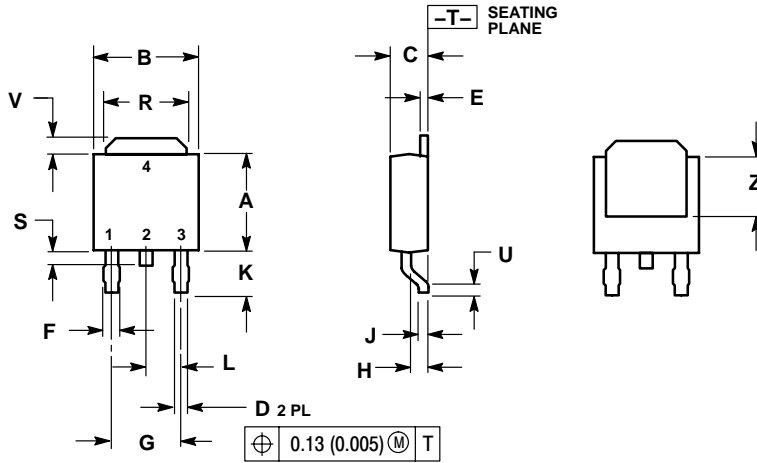 –T– SEATING
PLANE
B
C
V
R
E
4
Z
A
S
1 2 3
U
K
F
J
L
H
D 2 PL
G
⌖ 0.13 (0.005) Ⓜ T